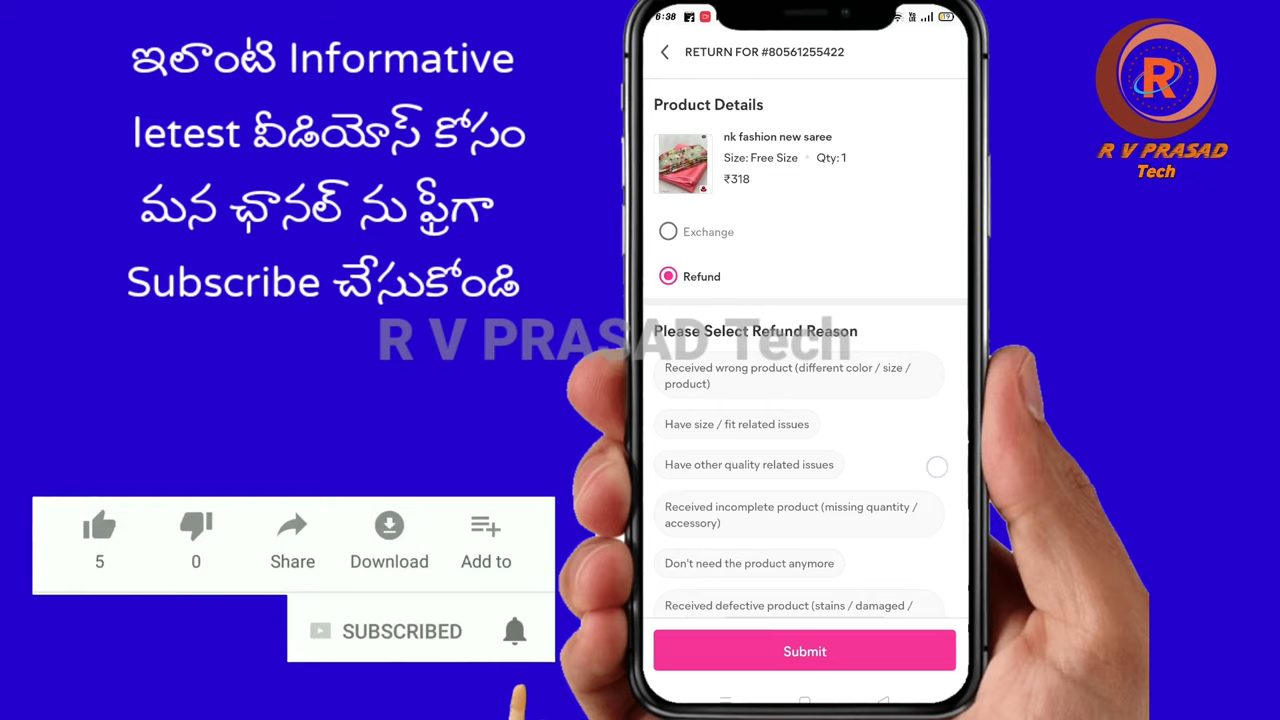 ఇలాంటి Informative
letest వీడియోస్ కోసం
మన ఛానల్ ను ఫ్రీగా
Subscribe చేసుకోండి
5
0
Share
Download
Add to
SUBSCRIBED
6:38
RETURN FOR #80561255422
Product Details
nk fashion new saree
Size: Free Size • Qty: 1
₹318
Exchange
Refund
Please Select Refund Reason
Received wrong product (different color / size /
product)
Have size / fit related issues
Have other quality related issues
Received incomplete product (missing quantity /
accessory)
Don't need the product anymore
Received defective product (stains / damaged /
Submit
R V PRASAD Tech
R
R V PRASAD
Tech